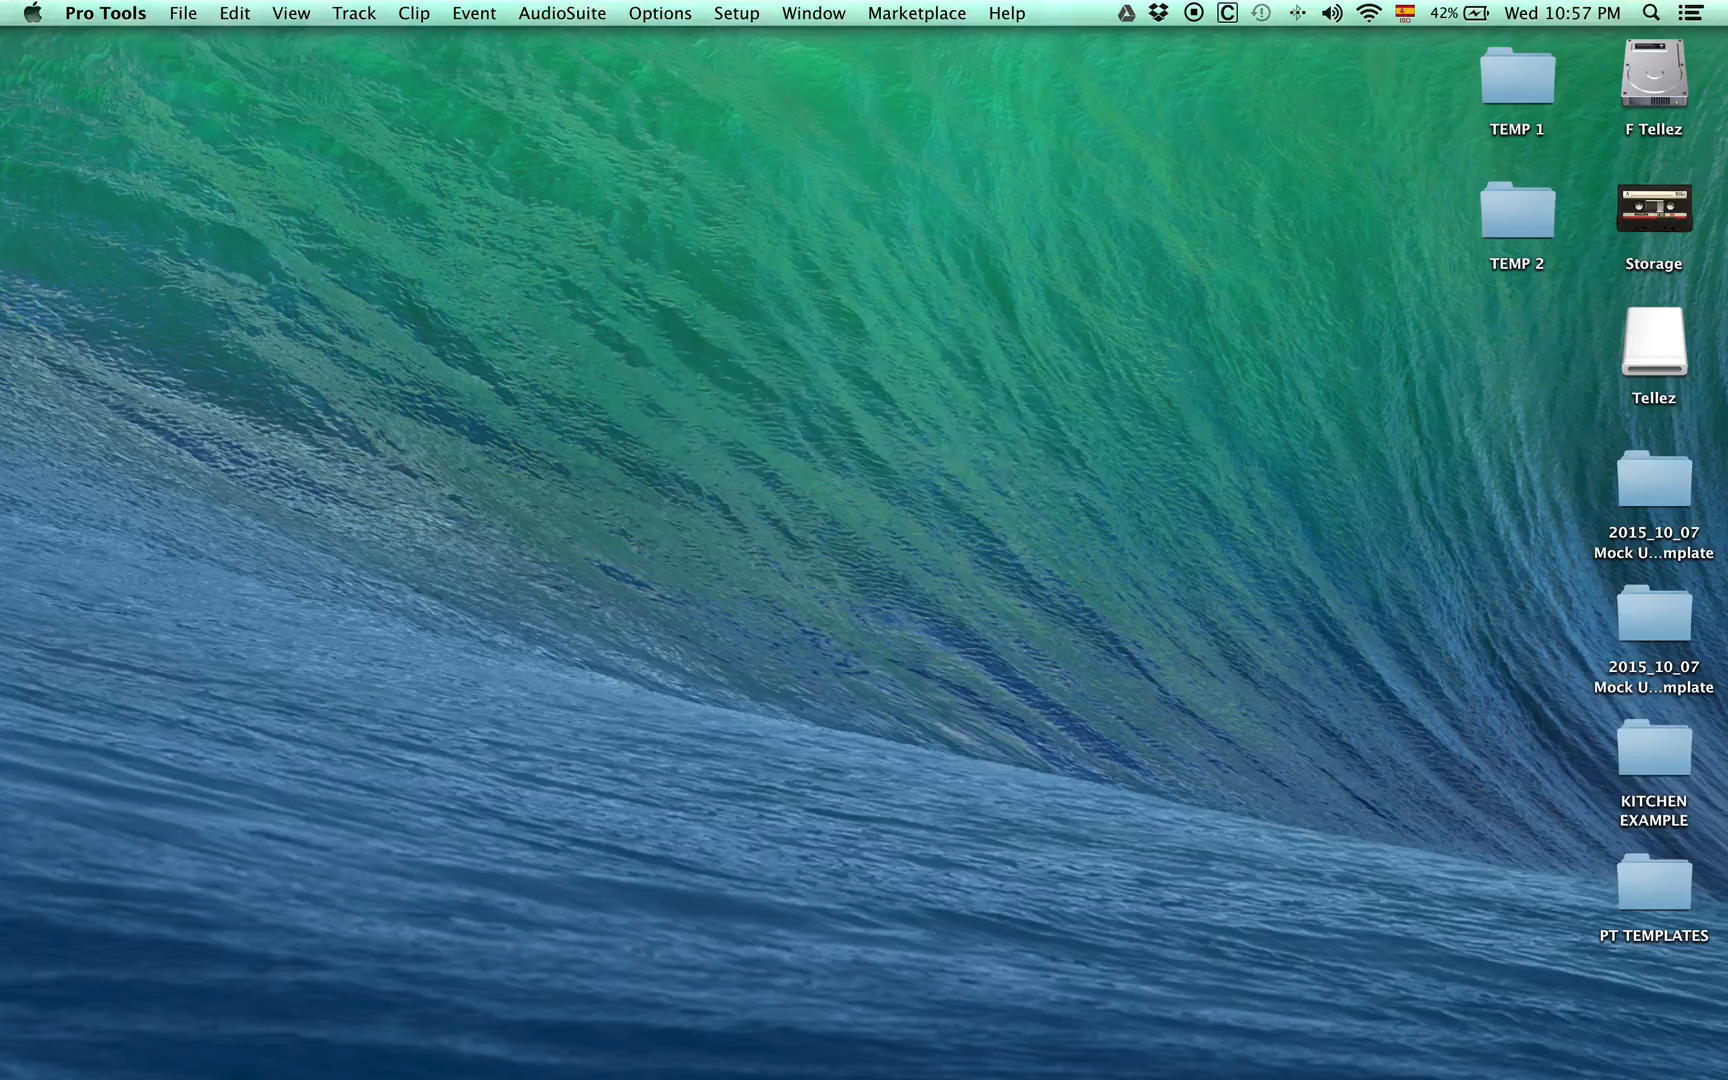 Pro Tools File Edit View Track Clip Event AudioSuite Options Setup Window Marketplace Help C ISO 42% Wed 10:57 PM
TEMP 1
F Tellez
TEMP 2
Storage
Tellez
2015_10_07
Mock U...mplate
2015_10_07
Mock U...mplate
KITCHEN
EXAMPLE
PT TEMPLATES